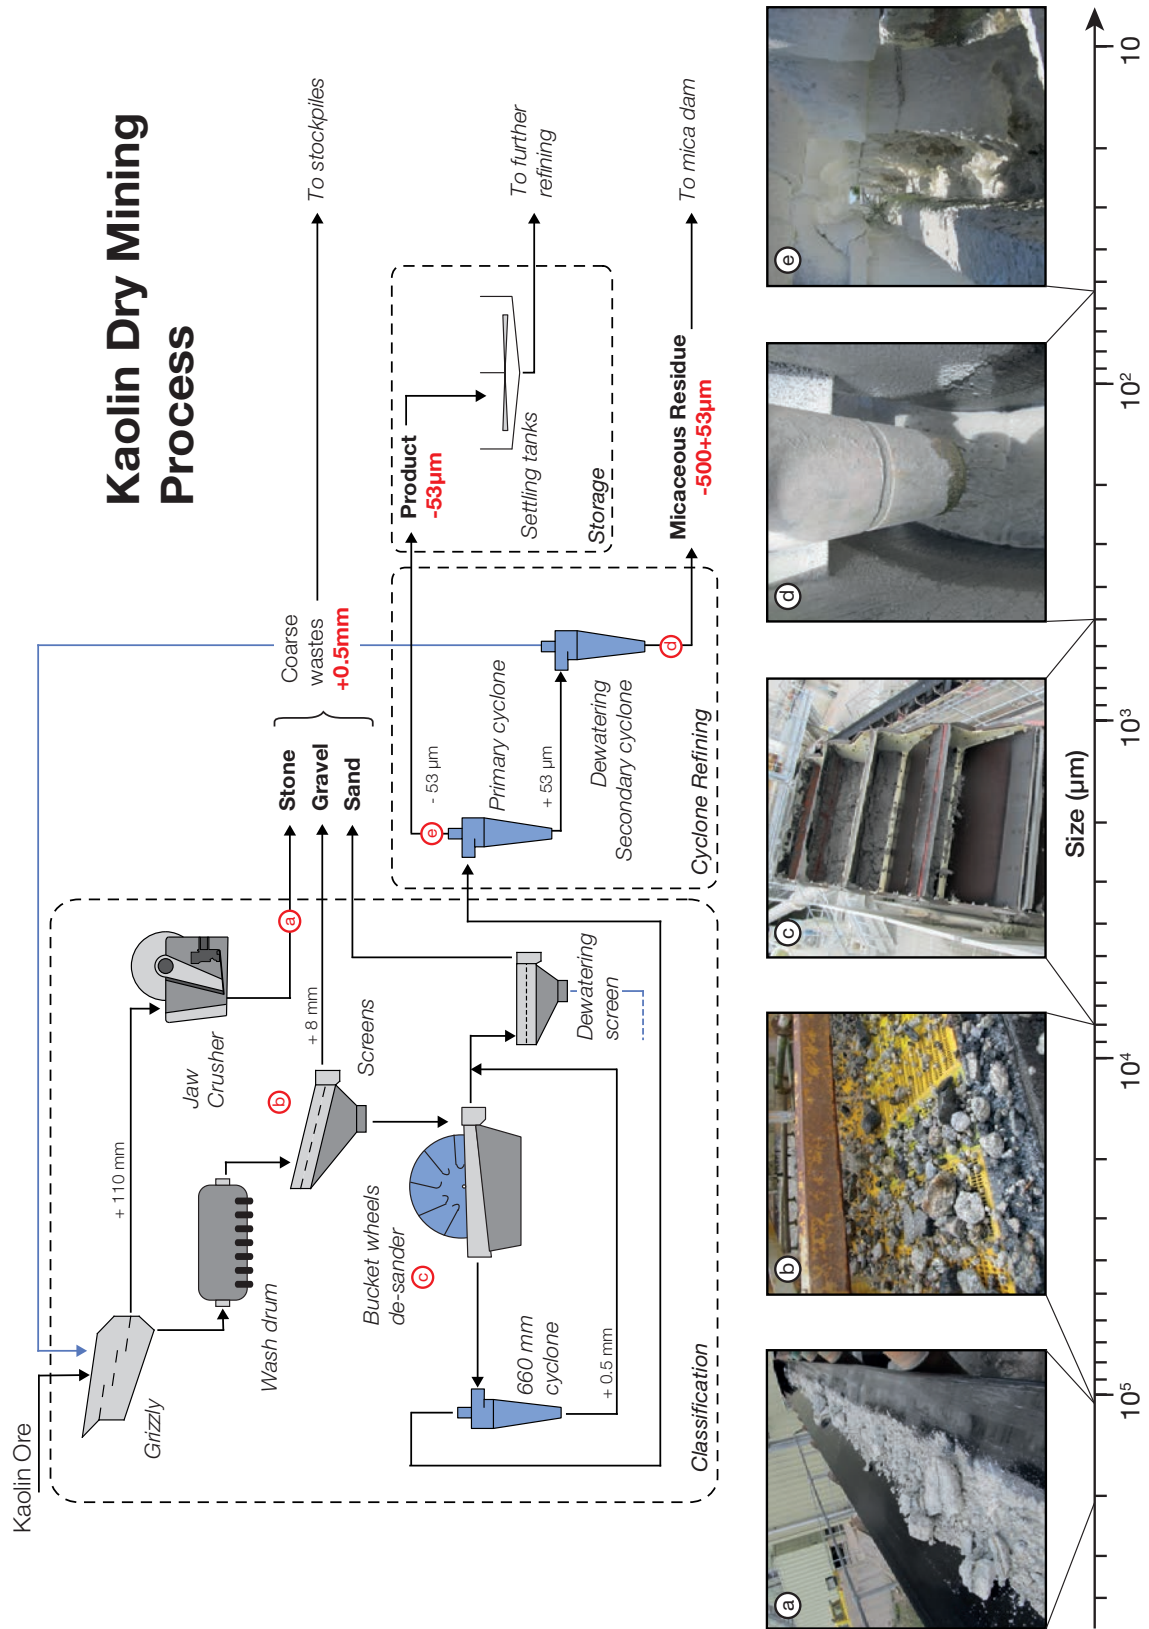 Kaolin Dry Mining
Process
Kaolin Ore
Grizzly
+ 110 mm
Jaw
Crusher
Wash drum
Screens
+ 8 mm
Bucket wheels
de-sander
660 mm
cyclone
+ 0.5 mm
Dewatering
screen
Classification
a
b
c
Stone
Gravel
Sand
Coarse
wastes
+0.5mm
To stockpiles
e
- 53 µm
Primary cyclone
+ 53 µm
Dewatering
Secondary cyclone
d
Cyclone Refining
Product
-53µm
Settling tanks
Storage
To further
refining
Micaceous Residue
-500+53µm
To mica dam
a
b
c
d
e
10⁵
10⁴
10³
10²
10
Size (µm)